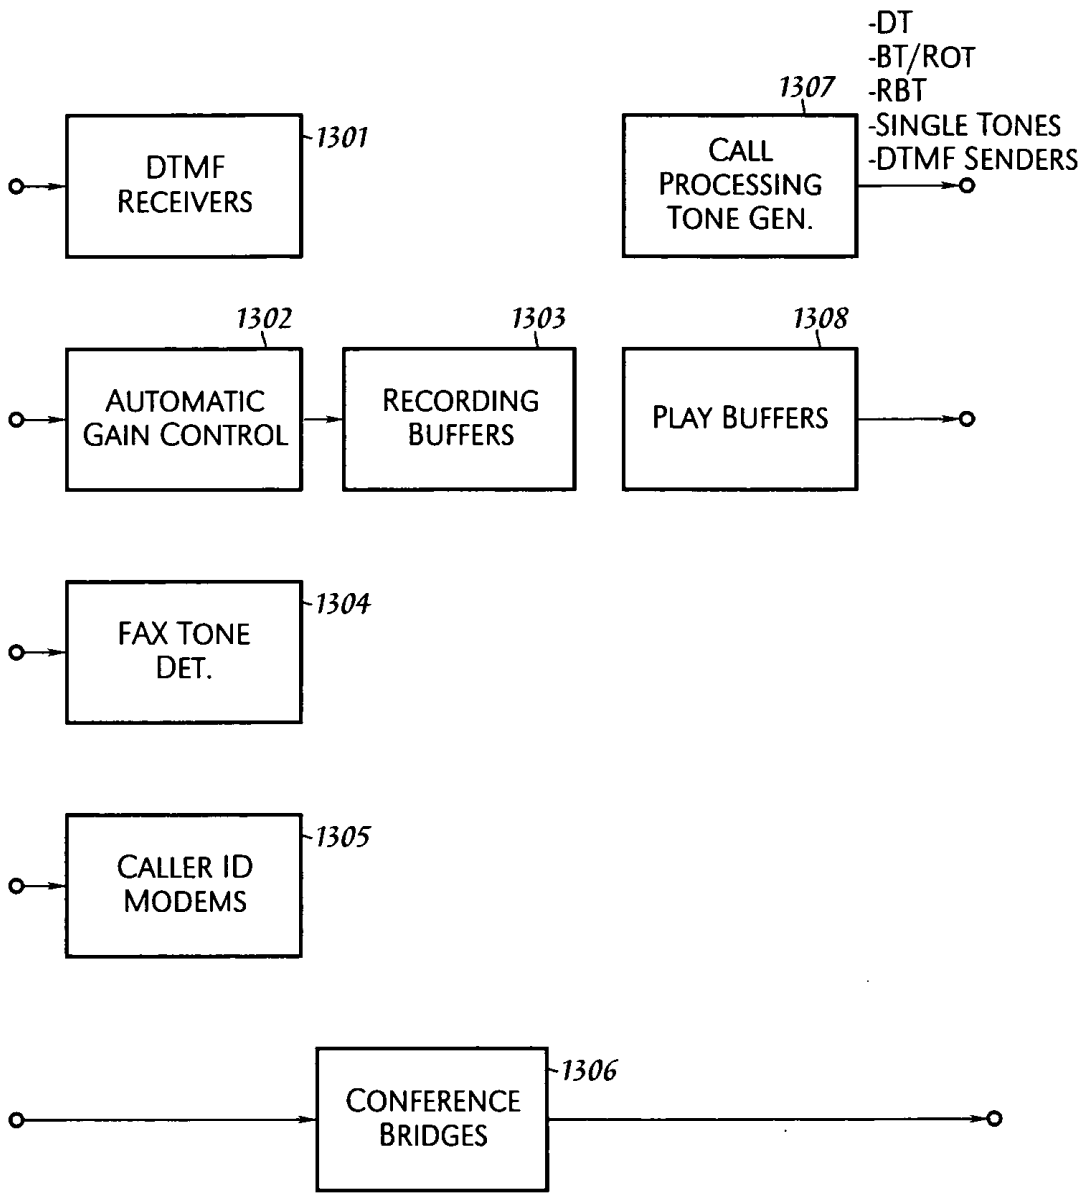 -DT
-BT/ROT
-RBT
-SINGLE TONES
-DTMF SENDERS
1301
DTMF
RECEIVERS
1307
CALL
PROCESSING
TONE GEN.
1302
AUTOMATIC
GAIN CONTROL
1303
RECORDING
BUFFERS
1308
PLAY BUFFERS
1304
FAX TONE
DET.
1305
CALLER ID
MODEMS
1306
CONFERENCE
BRIDGES